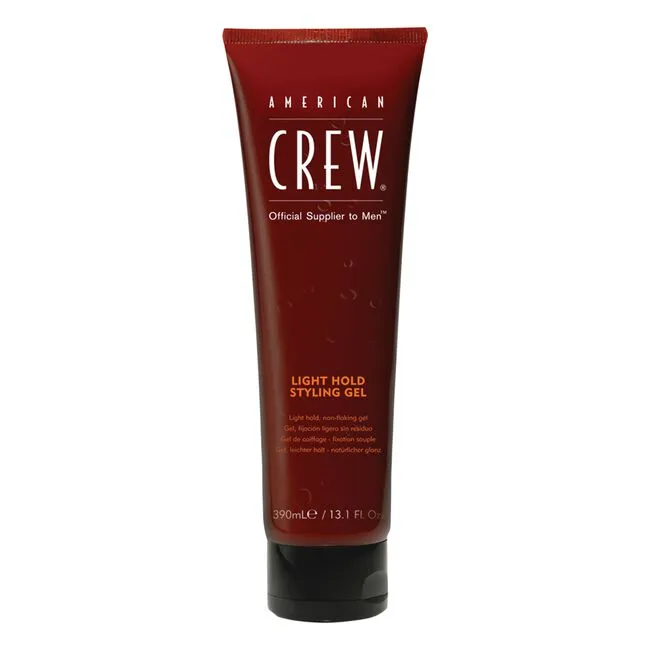 AMERICAN
CREW®
Official Supplier to Men™
LIGHT HOLD
STYLING GEL
Light hold, non-flaking gel
Gel, fijación ligera sin residuo
Gel de coiffage - fixation souple
Gel, leichter halt - natürlicher glanz
390mL℮ / 13.1 Fl. Oz.